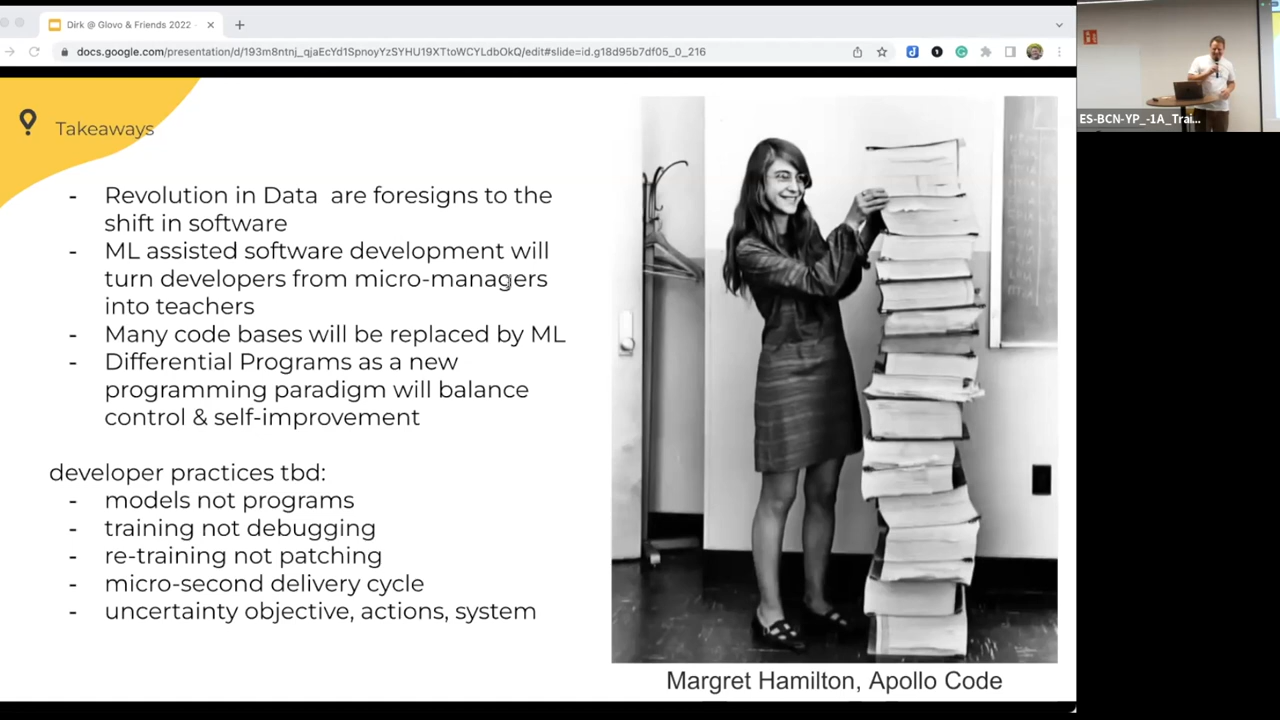 Dirk @ Glovo & Friends 2022
docs.google.com/presentation/d/193m8ntnj_qjaEcYd1SpnoyYzSYHU19XTtoWCYLdbOkQ/edit#slide=id.g18d95b7df05_0_216
ES-BCN-YP_-1A_Trai...
Takeaways
- Revolution in Data are foresigns to the
shift in software
- ML assisted software development will
turn developers from micro-managers
into teachers
- Many code bases will be replaced by ML
- Differential Programs as a new
programming paradigm will balance
control & self-improvement
developer practices tbd:
- models not programs
- training not debugging
- re-training not patching
- micro-second delivery cycle
- uncertainty objective, actions, system
Margret Hamilton, Apollo Code